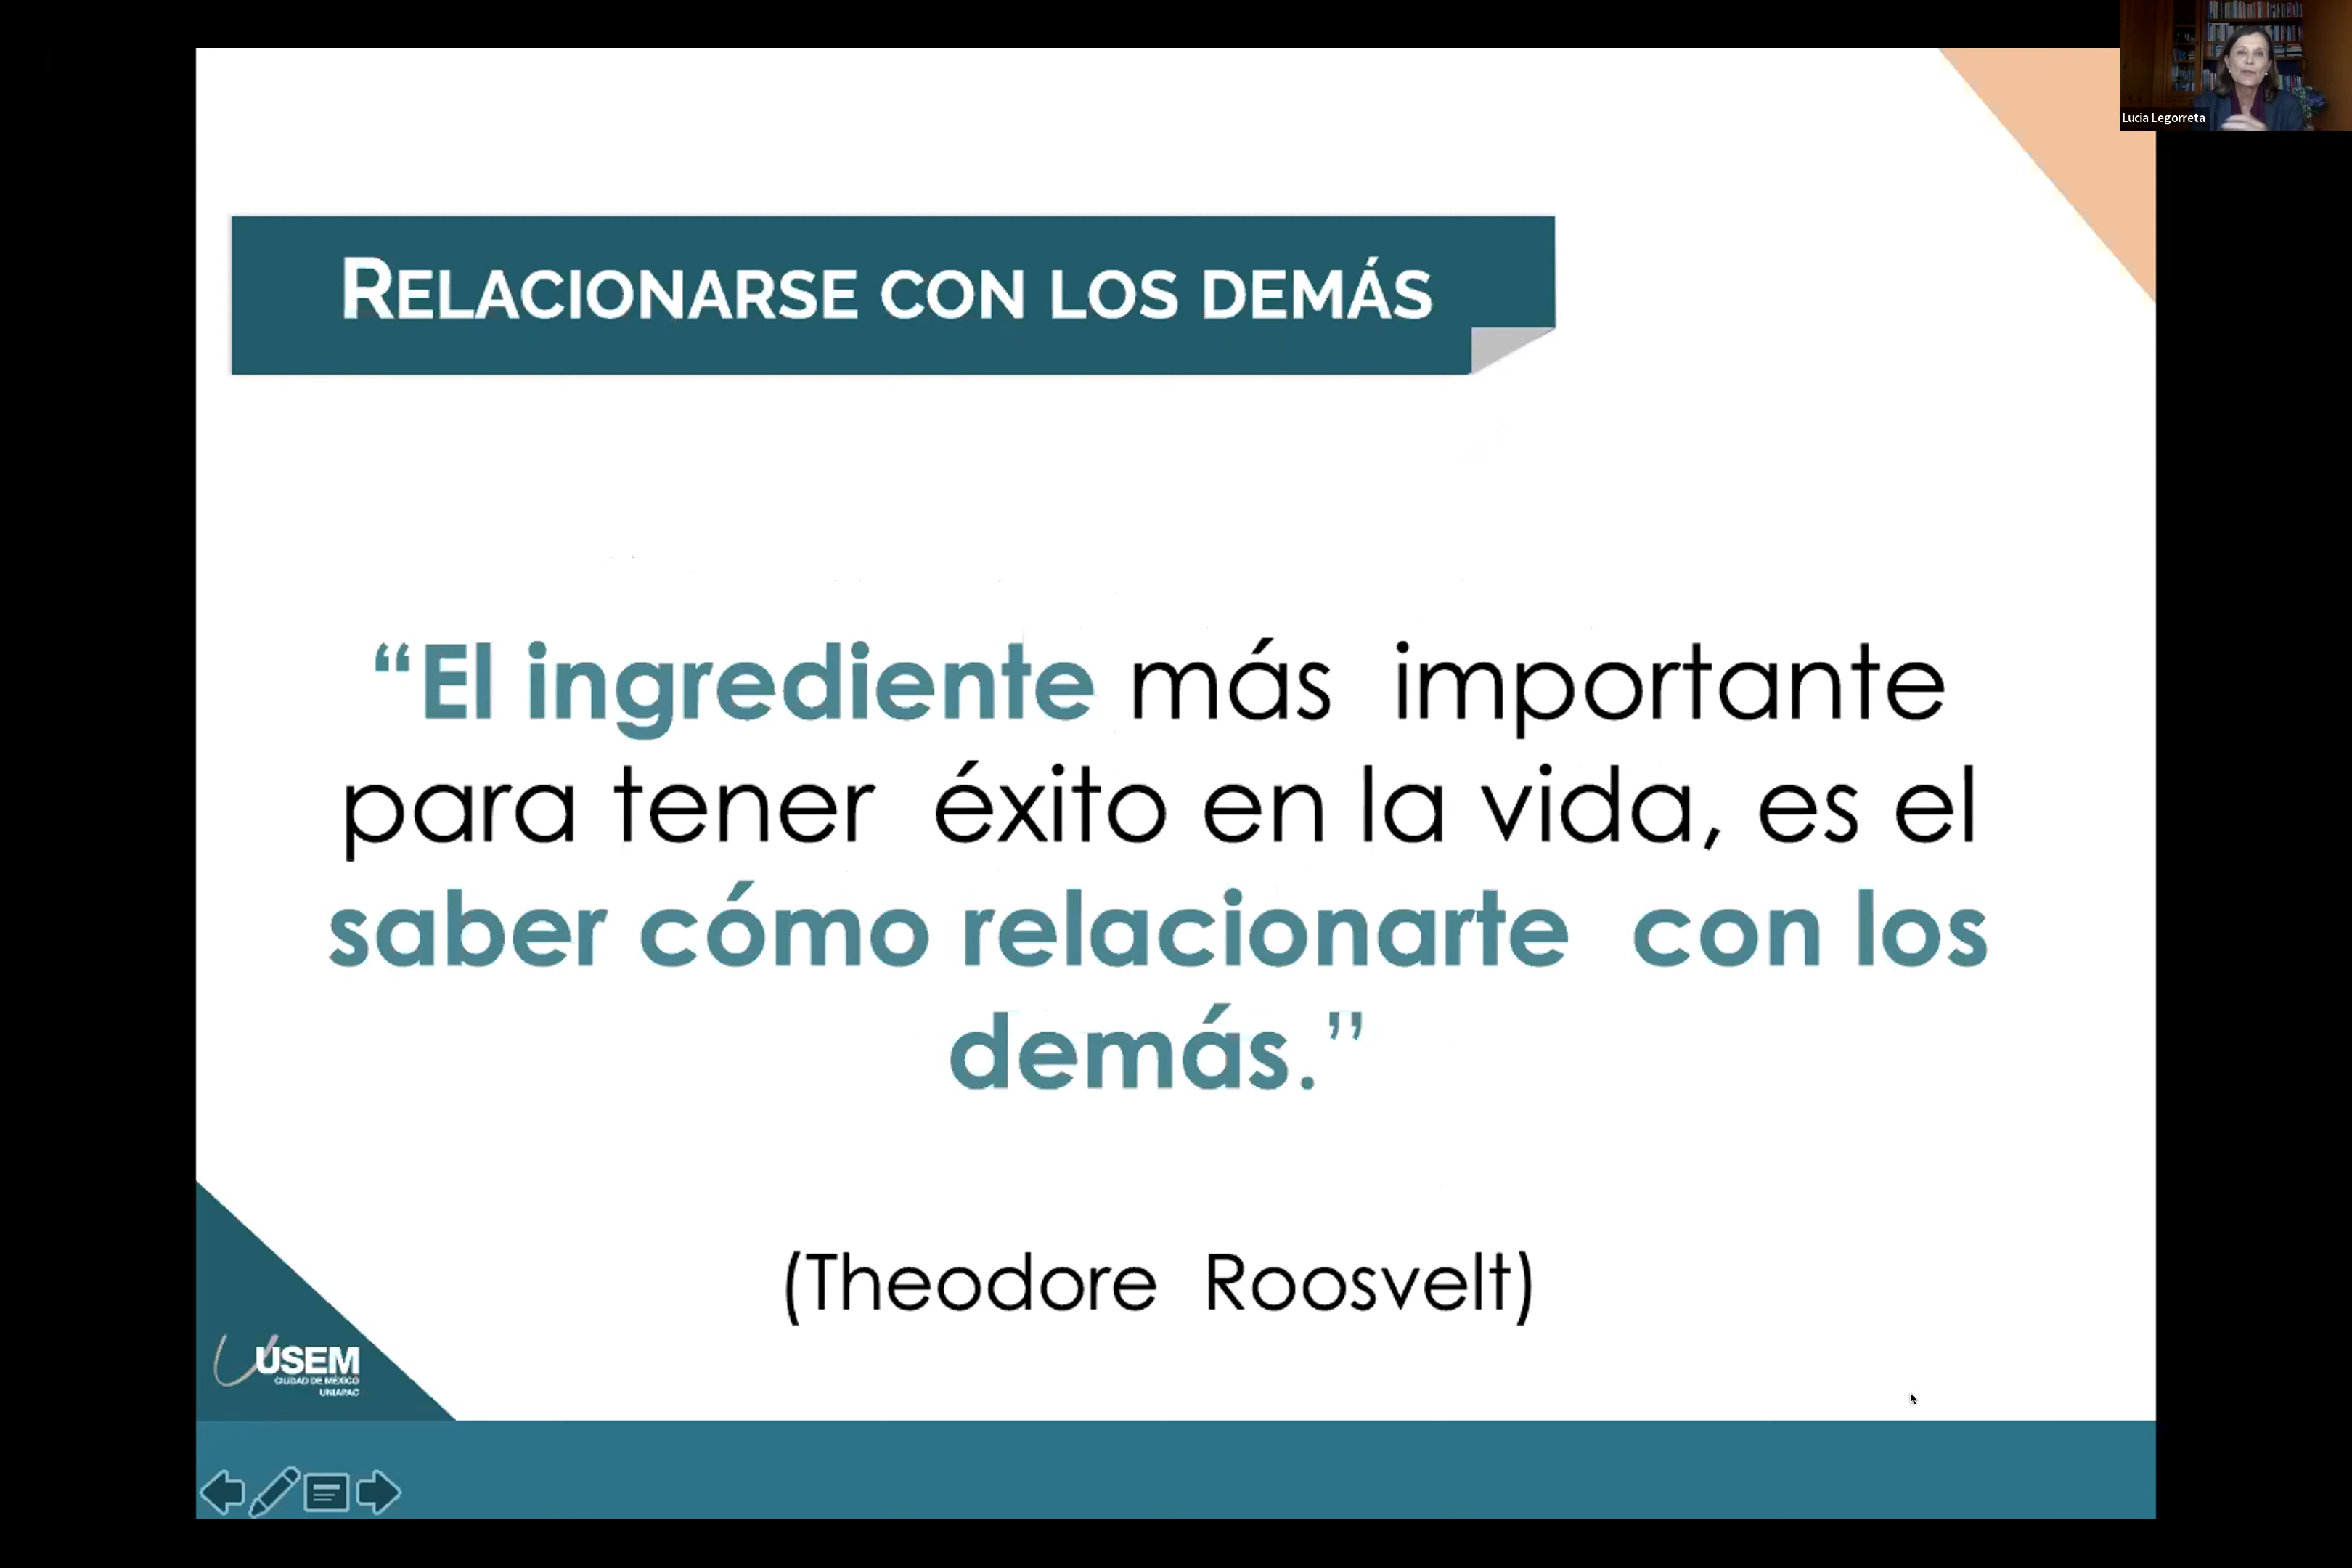 Lucia Legorreta
RELACIONARSE CON LOS DEMÁS
“El ingrediente más importante
para tener éxito en la vida, es el
saber cómo relacionarte con los
demás.”
(Theodore Roosvelt)
USEM
CIUDAD DE MÉXICO
UNIAPAC